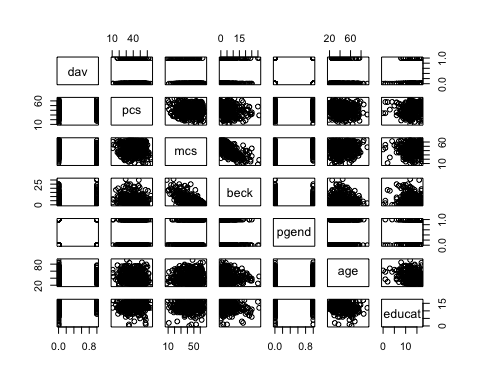 10 40 0 15 20 60
dav 0.0 1.0
10 60 pcs
mcs 10 60
0 25 beck
pgend 0.0 1.0
20 80 age
educat 0 15
0.0 0.8 10 50 0.0 0.8 0 10